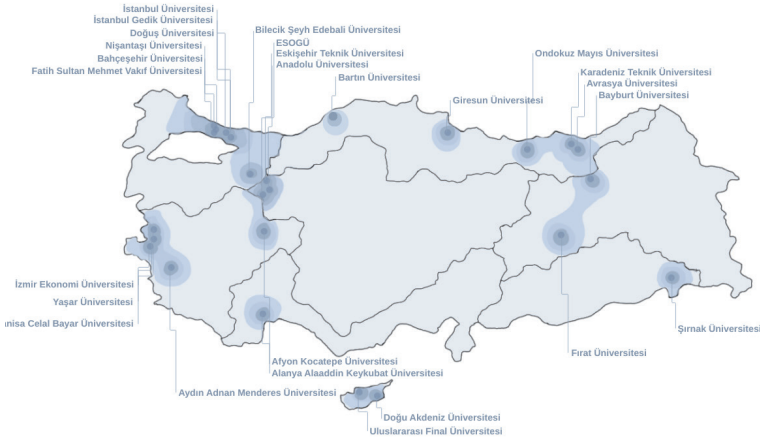 İstanbul Üniversitesi
İstanbul Gedik Üniversitesi
Doğuş Üniversitesi
Nişantaşı Üniversitesi
Bahçeşehir Üniversitesi
Fatih Sultan Mehmet Vakıf Üniversitesi
Bilecik Şeyh Edebali Üniversitesi
ESOGÜ
Eskişehir Teknik Üniversitesi
Anadolu Üniversitesi
Bartın Üniversitesi
Giresun Üniversitesi
Ondokuz Mayıs Üniversitesi
Karadeniz Teknik Üniversitesi
Avrasya Üniversitesi
Bayburt Üniversitesi
İzmir Ekonomi Üniversitesi
Yaşar Üniversitesi
anisa Celal Bayar Üniversitesi
Aydın Adnan Menderes Üniversitesi
Afyon Kocatepe Üniversitesi
Alanya Alaaddin Keykubat Üniversitesi
Doğu Akdeniz Üniversitesi
Uluslararası Final Üniversitesi
Fırat Üniversitesi
Şırnak Üniversitesi